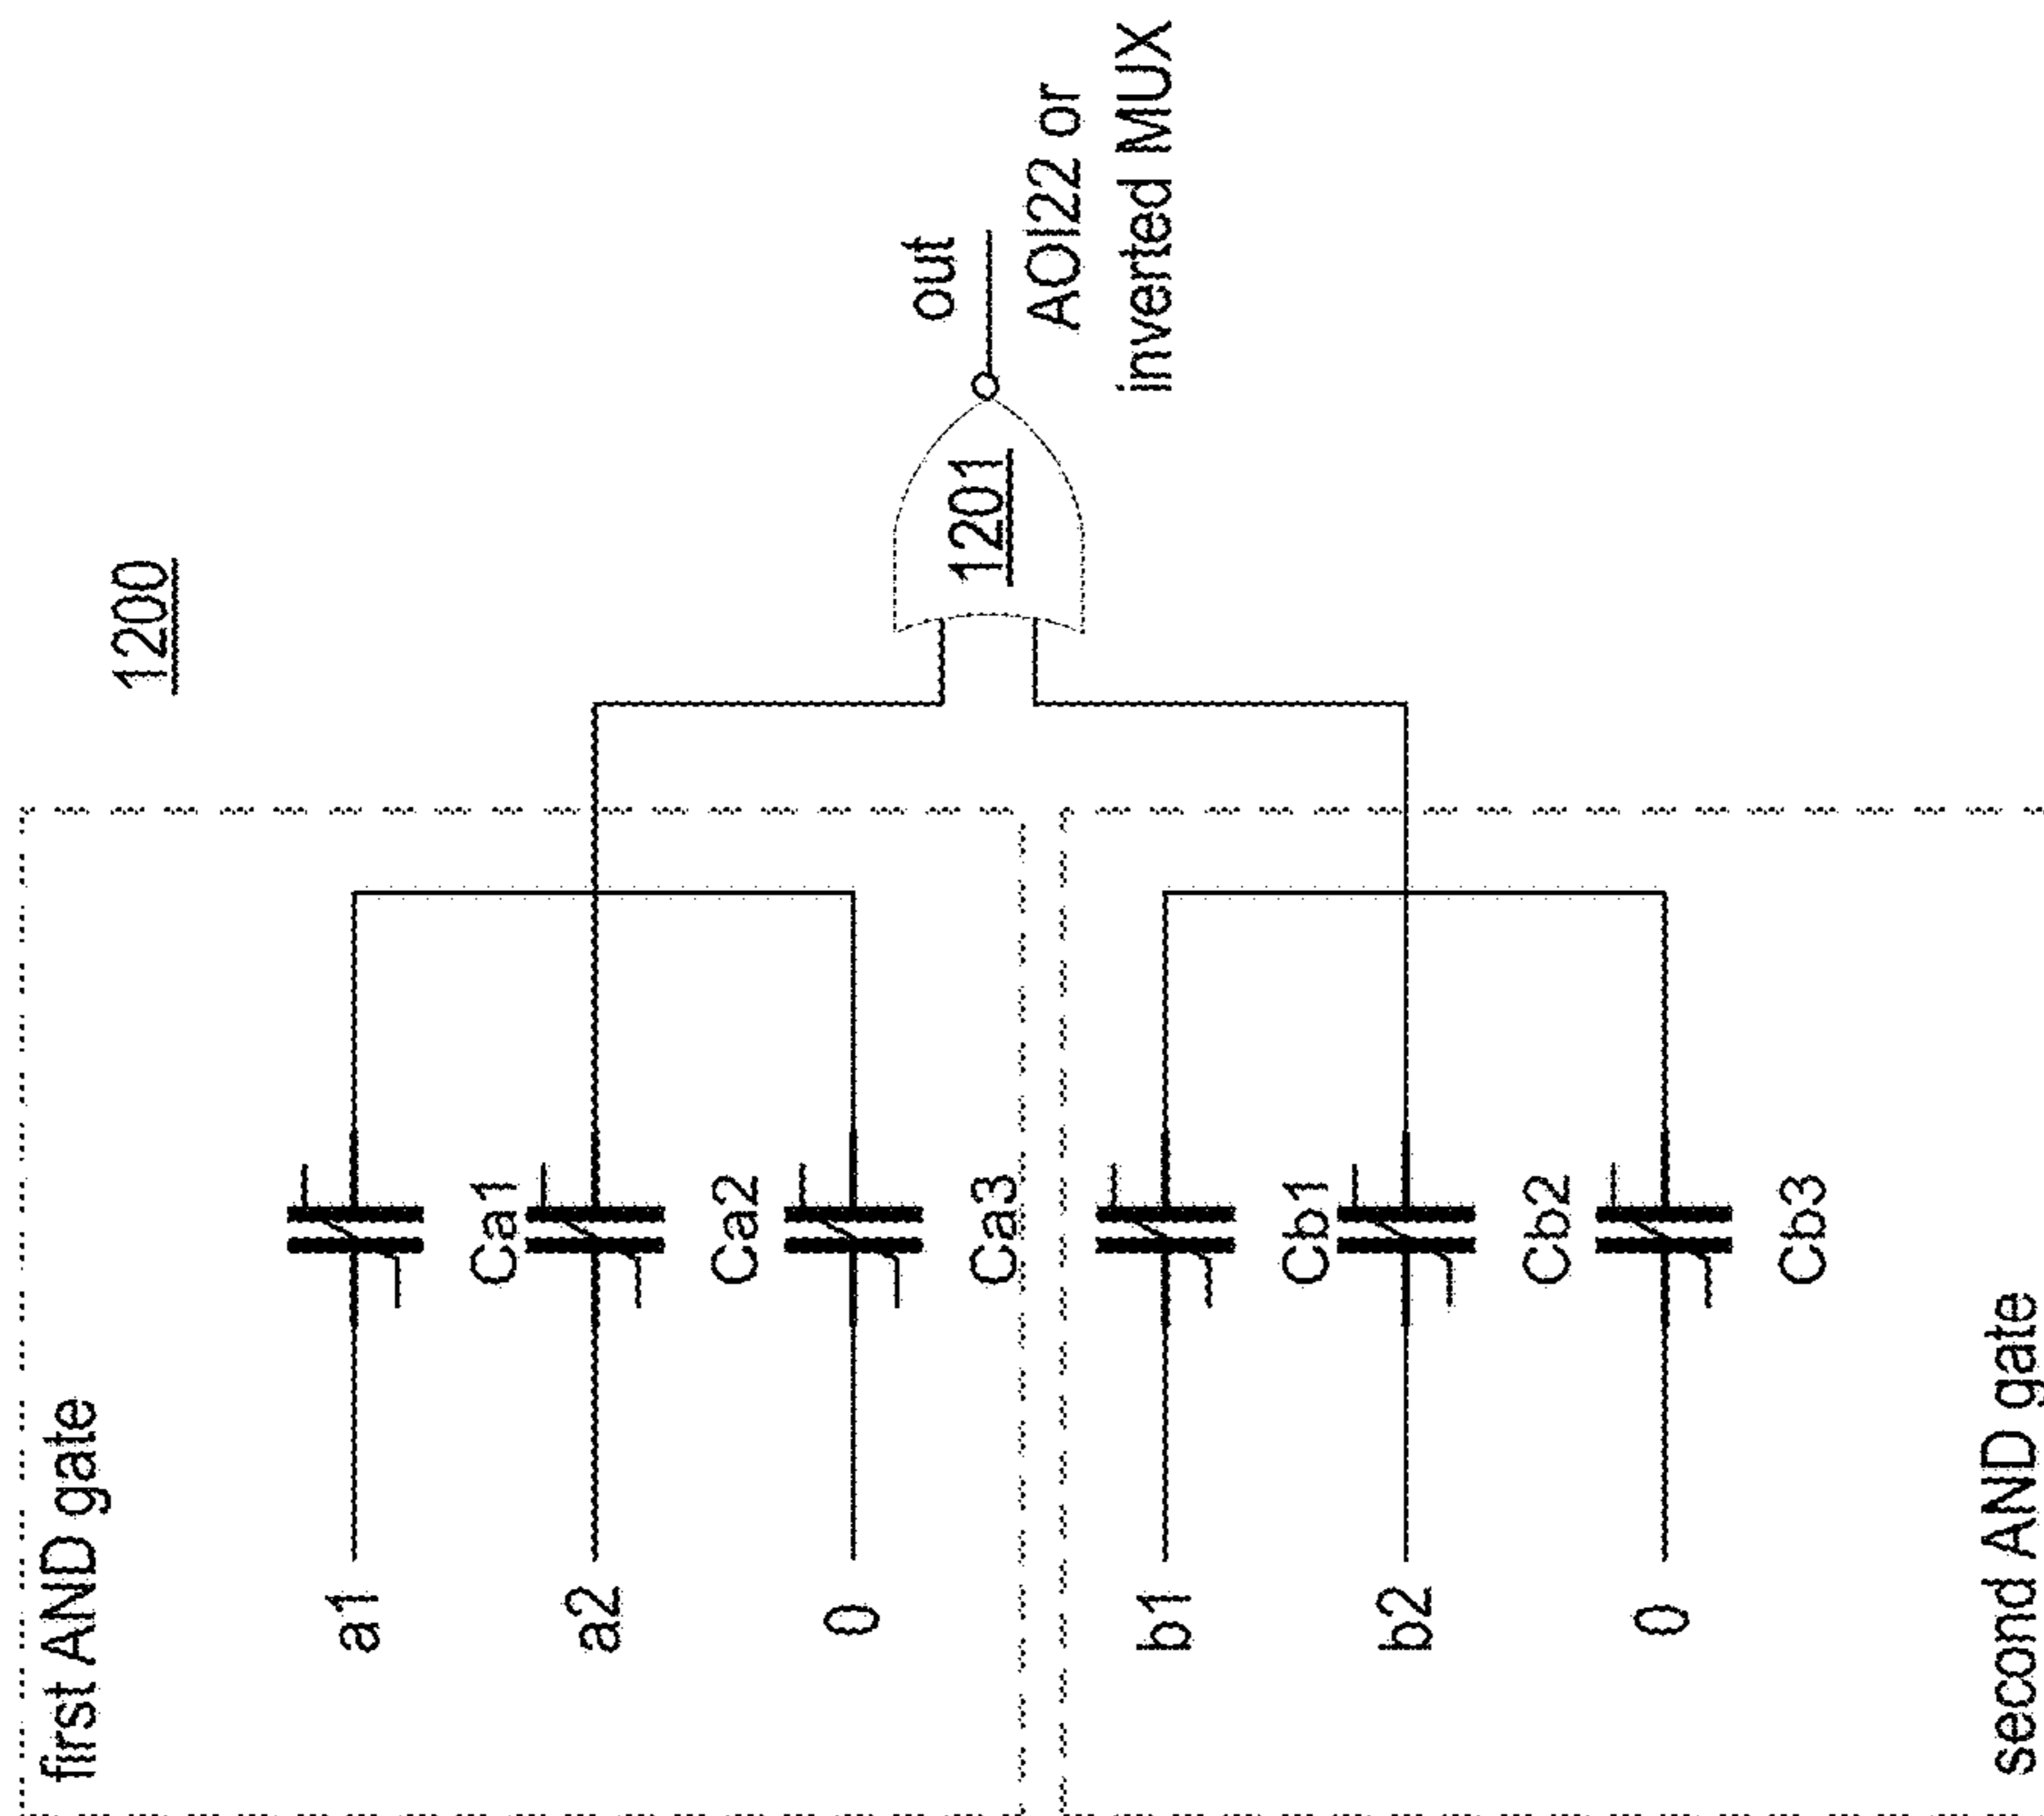 1200
first AND gate
a1
Ca1
a2
Ca2
0
Ca3
1201
out
AOI22 or
inverted MUX
b1
Cb1
b2
Cb2
0
Cb3
second AND gate